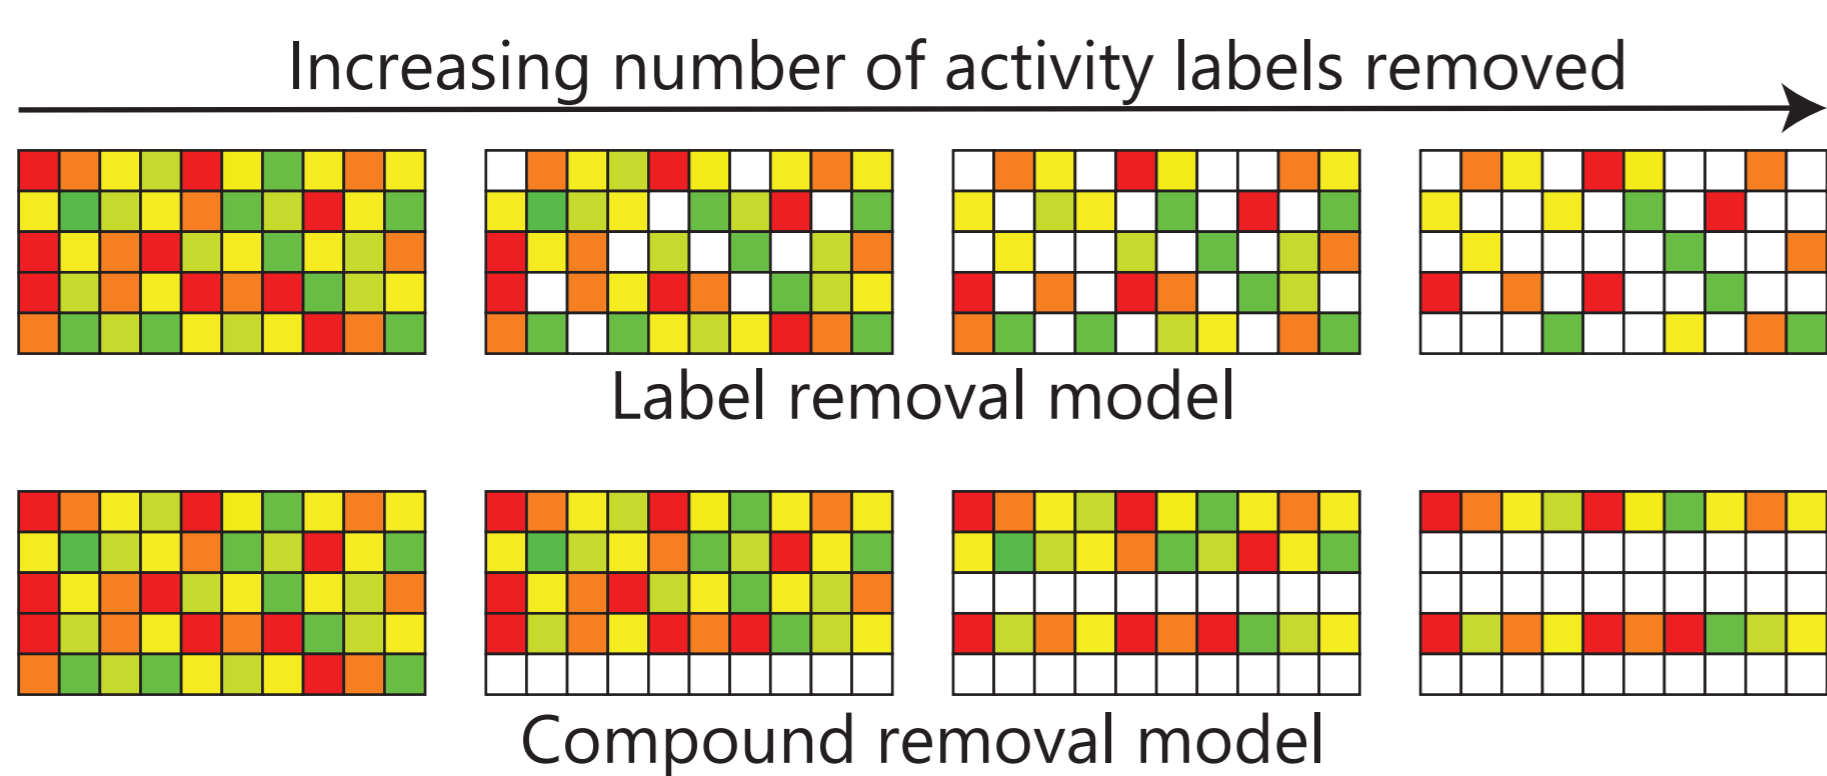 Increasing number of activity labels removed
Label removal model
Compound removal model